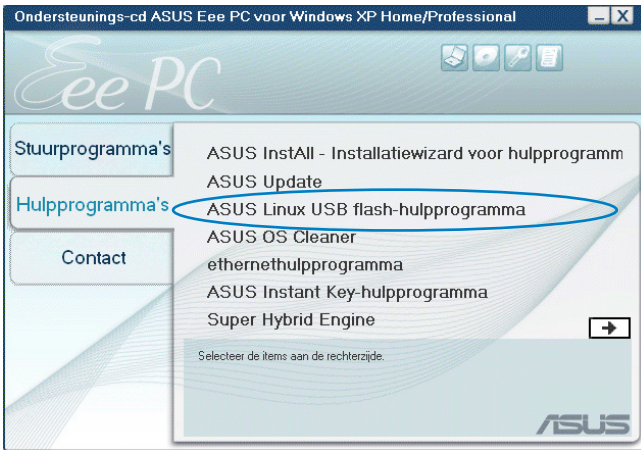 Ondersteunings-cd ASUS Eee PC voor Windows XP Home/Professional
Eee PC
Stuurprogramma's
Hulpprogramma's
Contact
ASUS InstAll - Installatiewizard voor hulpprogramm
ASUS Update
ASUS Linux USB flash-hulpprogramma
ASUS OS Cleaner
ethernethulpprogramma
ASUS Instant Key-hulpprogramma
Super Hybrid Engine
Selecteer de items aan de rechterzijde.
ASUS